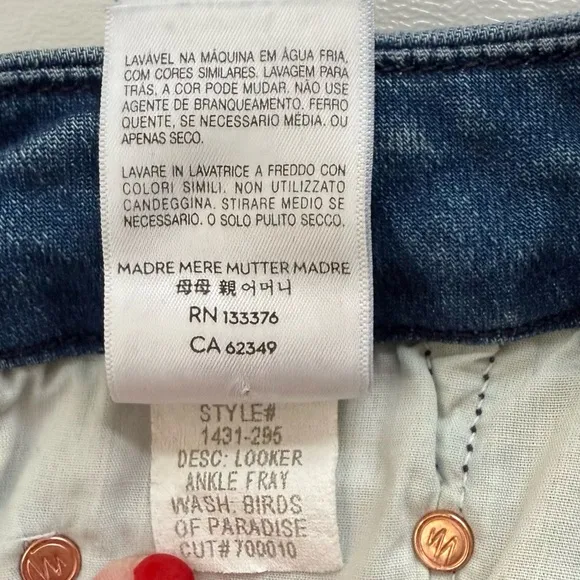 LAVÁVEL NA MÁQUINA EM ÁGUA FRIA,
COM CORES SIMILARES. LAVAGEM PARA
TRÁS, A COR PODE MUDAR. NÃO USE
AGENTE DE BRANQUEAMENTO. FERRO
QUENTE, SE NECESSARIO MÉDIA. OU
APENAS SECO.
LAVARE IN LAVATRICE A FREDDO CON
COLORI SIMILI. NON UTILIZZATO
CANDEGGINA. STIRARE MEDIO SE
NECESSARIO. O SOLO PULITO SECCO.
MADRE MERE MUTTER MADRE
母母 親 어머니
RN 133376
CA 62349
STYLE#
1431-295
DESC: LOOKER
ANKLE FRAY
WASH: BIRDS
OF PARADISE
CUT# 700010